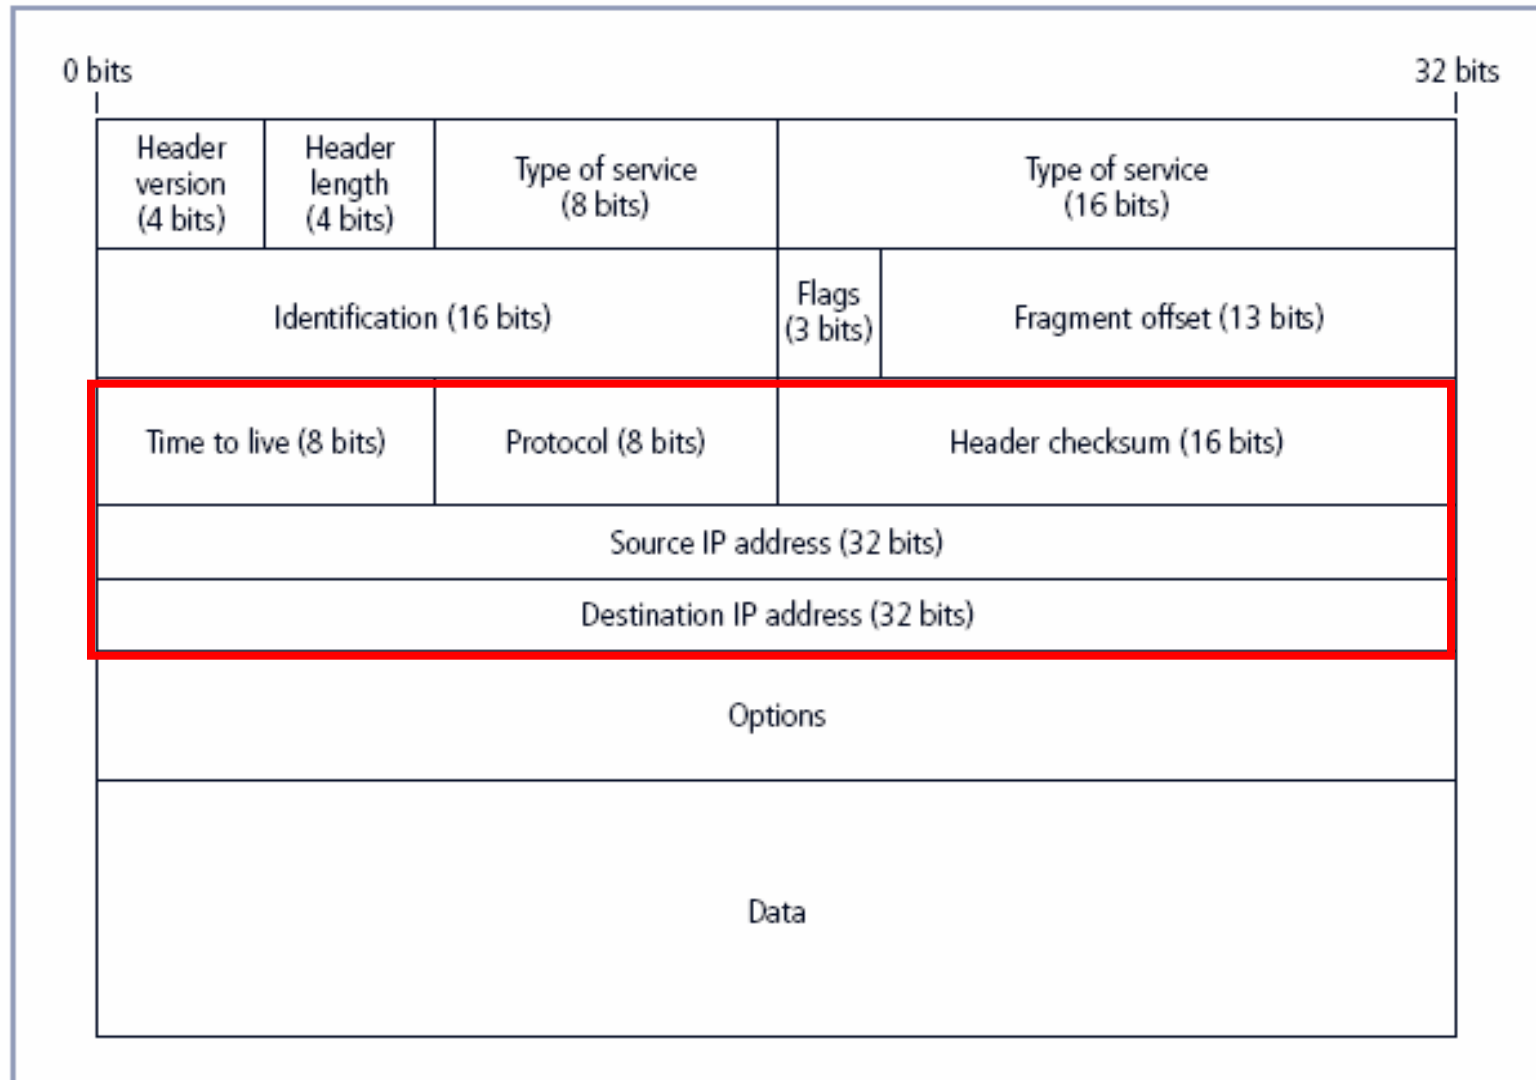 0 bits
32 bits
Header
version
(4 bits)
Header
length
(4 bits)
Type of service
(8 bits)
Type of service
(16 bits)
Identification (16 bits)
Flags
(3 bits)
Fragment offset (13 bits)
Time to live (8 bits)
Protocol (8 bits)
Header checksum (16 bits)
Source IP address (32 bits)
Destination IP address (32 bits)
Options
Data